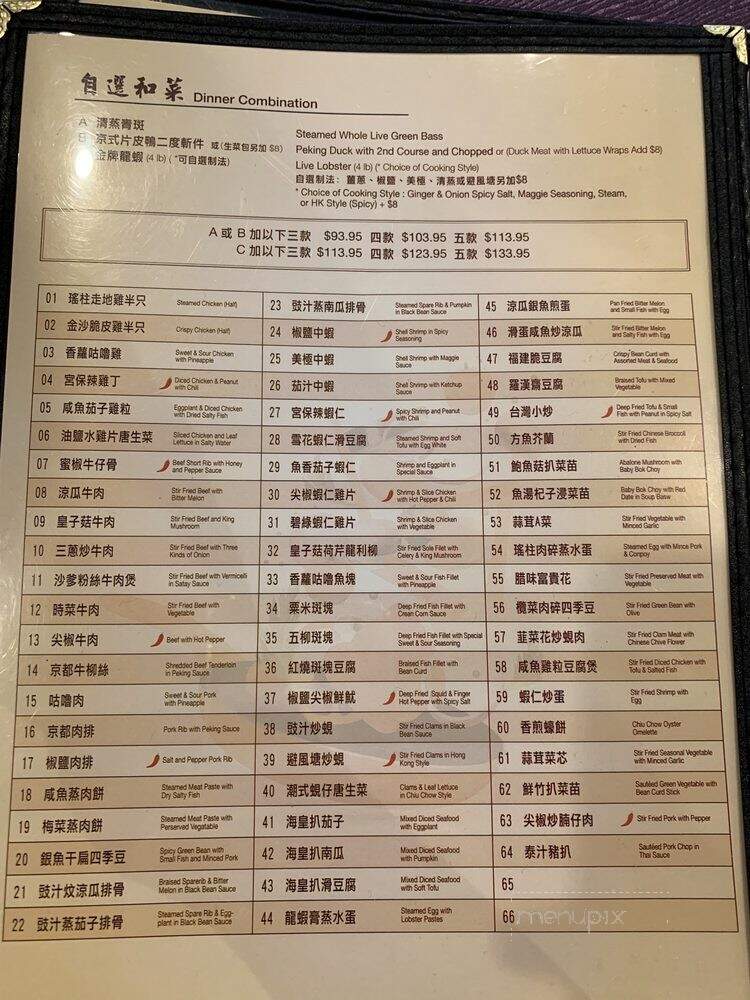 自選和菜 Dinner Combination
A 清蒸青斑 Steamed Whole Live Green Bass
B 京式片皮鴨二度斬件 或(生菜包另加 $8) Peking Duck with 2nd Course and Chopped or (Duck Meat with Lettuce Wraps Add $8)
金牌龍蝦 (4 lb) (*可自選制法) Live Lobster (4 lb) (* Choice of Cooking Style)
自選制法: 薑蔥、椒鹽、美極、清蒸或避風塘另加$8
* Choice of Cooking Style : Ginger & Onion Spicy Salt, Maggie Seasoning, Steam,
or HK Style (Spicy) + $8
A 或 B 加以下三款 $93.95 四款 $103.95 五款 $113.95
C 加以下三款 $113.95 四款 $123.95 五款 $133.95
01 瑤柱走地雞半只 Steamed Chicken (Half)
02 金沙脆皮雞半只 Crispy Chicken (Half)
03 香蘿咕嚕雞 Sweet & Sour Chicken
with Pineapple
04 宮保辣雞丁 Diced Chicken & Peanut
with Chili
05 咸魚茄子雞粒 Eggplant & Diced Chicken
with Dried Salty Fish
06 油鹽水雞片唐生菜 Sliced Chicken and Leaf
Lettuce in Salty Water
07 蜜椒牛仔骨 Beef Short Rib with Honey
and Pepper Sauce
08 涼瓜牛肉 Stir Fried Beef with
Bitter Melon
09 皇子菇牛肉 Stir Fried Beef and King
Mushroom
10 三蔥炒牛肉 Stir Fried Beef with Three
Kinds of Onion
11 沙爹粉絲牛肉煲 Stir Fried Beef with Vermicelli
in Satay Sauce
12 時菜牛肉 Stir Fried Beef with
Vegetable
13 尖椒牛肉 Beef with Hot Pepper
14 京都牛柳絲 Shredded Beef Tenderloin
in Peking Sauce
15 咕嚕肉 Sweet & Sour Pork
with Pineapple
16 京都肉排 Pork Rib with Peking Sauce
17 椒鹽肉排 Salt and Pepper Pork Rib
18 咸魚蒸肉餅 Steamed Meat Paste with
Dry Salty Fish
19 梅菜蒸肉餅 Steamed Meat Paste with
Perserved Vegatable
20 銀魚干扁四季豆 Spicy Green Bean with
Small Fish and Minced Pork
21 豉汁炆涼瓜排骨 Braised Sparerib & Bitter
Melon in Black Bean Sauce
22 豉汁蒸茄子排骨 Steamed Spare Rib & Egg-
plant in Black Bean Sauce
23 豉汁蒸南瓜排骨 Steamed Spare Rib & Pumpkin
in Black Bean Sauce
24 椒鹽中蝦 Shell Shrimp in Spicy
Seasoning
25 美極中蝦 Shell Shrimp with Maggie
Sauce
26 茄汁中蝦 Shell Shrimp with Ketchup
Sauce
27 宮保辣蝦仁 Spicy Shrimp and Peanut
with Chili
28 雪花蝦仁滑豆腐 Steamed Shrimp and Soft
Tofu with Egg White
29 魚香茄子蝦仁 Shrimp and Eggplant in
Special Sauce
30 尖椒蝦仁雞片 Shrimp & Slice Chicken
with Hot Pepper & Chili
31 碧綠蝦仁雞片 Shrimp & Slice Chicken
with Vegetable
32 皇子菇荷芹龍利柳 Stir Fried Sole Filet with
Celery & King Mushroom
33 香蘿咕嚕魚塊 Sweet & Sour Fish Fillet
with Pineapple
34 粟米斑塊 Deep Fried Fish Fillet with
Crean Corn Sauce
35 五柳斑塊 Deep Fried Fish Fillet with Special
Sweet & Sour Seasoning
36 紅燒斑塊豆腐 Braised Fish Fillet with
Bean Curd
37 椒鹽尖椒鮮魷 Deep Fried Squid & Finger
Hot Pepper with Spicy Salt
38 豉汁炒蜆 Stir Fried Clams in Black
Bean Sauce
39 避風塘炒蜆 Stir Fried Clams in Hong
Kong Style
40 潮式蜆仔唐生菜 Clams & Leaf Lettuce
in Chiu Chow Style
41 海皇扒茄子 Mixed Diced Seafood
with Eggplant
42 海皇扒南瓜 Mixed Diced Seafood
with Pumpkin
43 海皇扒滑豆腐 Mixed Diced Seafood
with Soft Tofu
44 龍蝦膏蒸水蛋 Steamed Egg with
Lobster Pastes
45 涼瓜銀魚煎蛋 Pan Fried Bitter Melon
and Small Fish with Egg
46 滑蛋咸魚炒涼瓜 Stir Fried Bitter Melon
and Salty Fish with Egg
47 福建脆豆腐 Crispy Bean Curd with
Assorted Meat & Seafood
48 羅漢齋豆腐 Braised Tofu with Mixed
Vegetable
49 台灣小炒 Deep Fried Tofu & Small
Fish with Peanut in Spicy Salt
50 方魚芥蘭 Stir Fried Chinese Broccoli
with Dried Fish
51 鮑魚菇扒菜苗 Abalone Mushroom with
Baby Bok Choy
52 魚湯杞子浸菜苗 Baby Bok Choy with Red
Date in Soup Basw
53 蒜茸A菜 Stir Fried Vegetable with
Minced Garlic
54 瑤柱肉碎蒸水蛋 Steamed Egg with Mince Pork
& Conpoy
55 腊味富貴花 Stir Fried Preserved Meat with
Vegetable
56 欖菜肉碎四季豆 Stir Fried Green Bean with
Olive
57 韮菜花炒蜆肉 Stir Fried Clam Meat with
Chinese Chive Flower
58 咸魚雞粒豆腐煲 Stir Fried Diced Chicken with
Tofu & Salted Fish
59 蝦仁炒蛋 Stir Fried Shrimp with
Egg
60 香煎蠔餅 Chiu Chow Oyster
Omelette
61 蒜茸菜芯 Stir Fried Seasonal Vegetable
with Minced Garlic
62 鮮竹扒菜苗 Sautéed Green Vegetable with
Bean Curd Stick
63 尖椒炒腩仔肉 Stir Fried Pork with Pepper
64 泰汁豬扒 Sautéed Pork Chop in
Thai Sauce
65
66
menupix